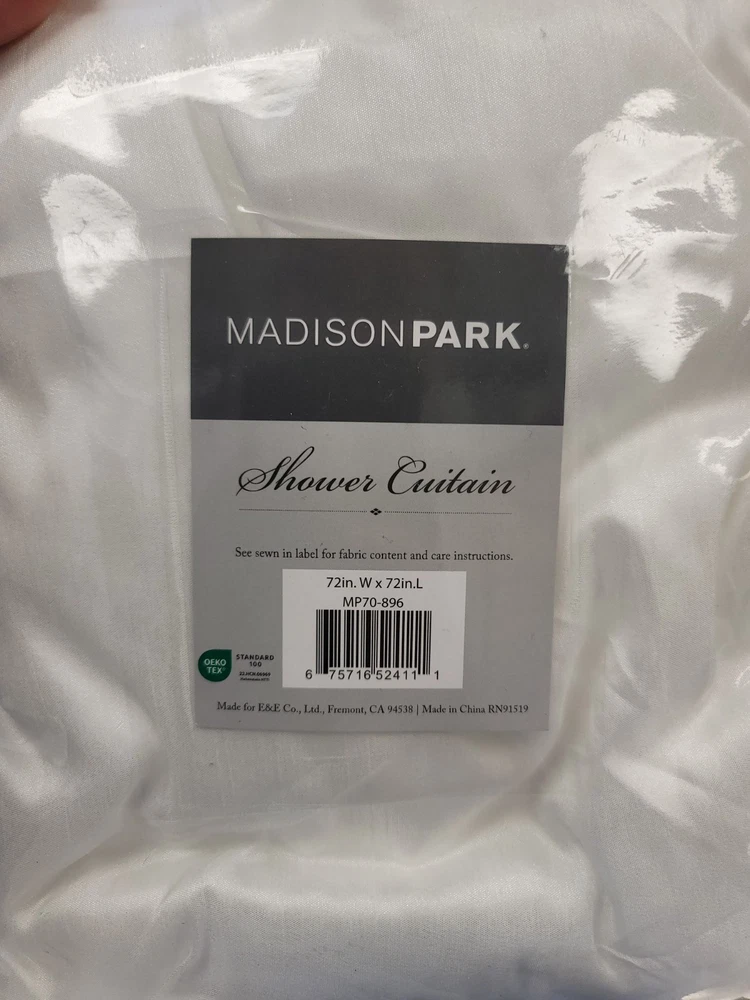 MADISONPARK®
Shower Cuitain
See sewn in label for fabric content and care instructions.
72in. W x 72in.L
MP70-896
6 75716 52411 1
OEKO
TEX®
STANDARD
100
Made for E&E Co., Ltd., Fremont, CA 94538 | Made in China RN91519